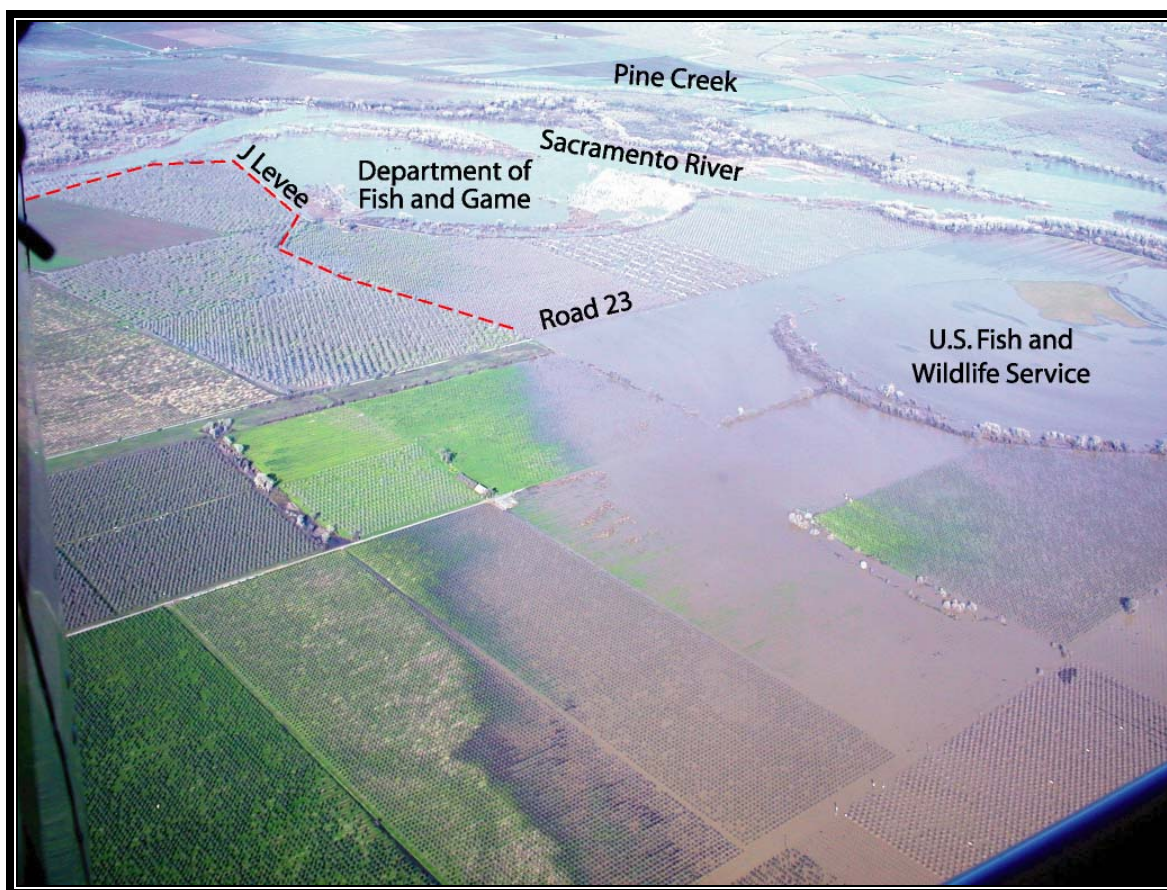 Pine Creek
Sacramento River
J Levee
Department of
Fish and Game
Road 23
U.S. Fish and
Wildlife Service